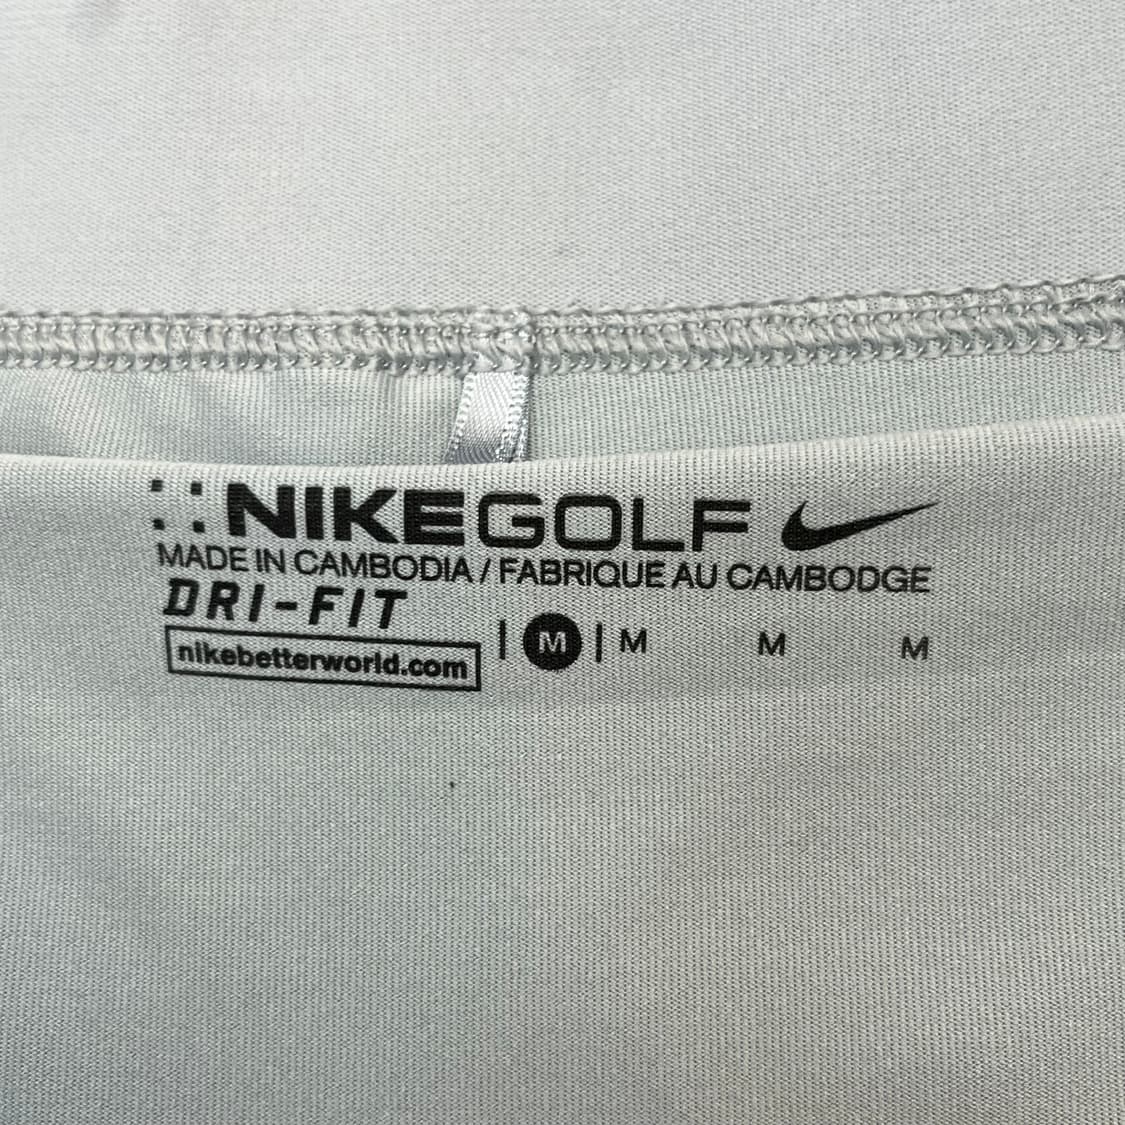 NIKEGOLF
MADE IN CAMBODIA / FABRIQUE AU CAMBODGE
DRI-FIT
nikebetterworld.com
| M | M M M